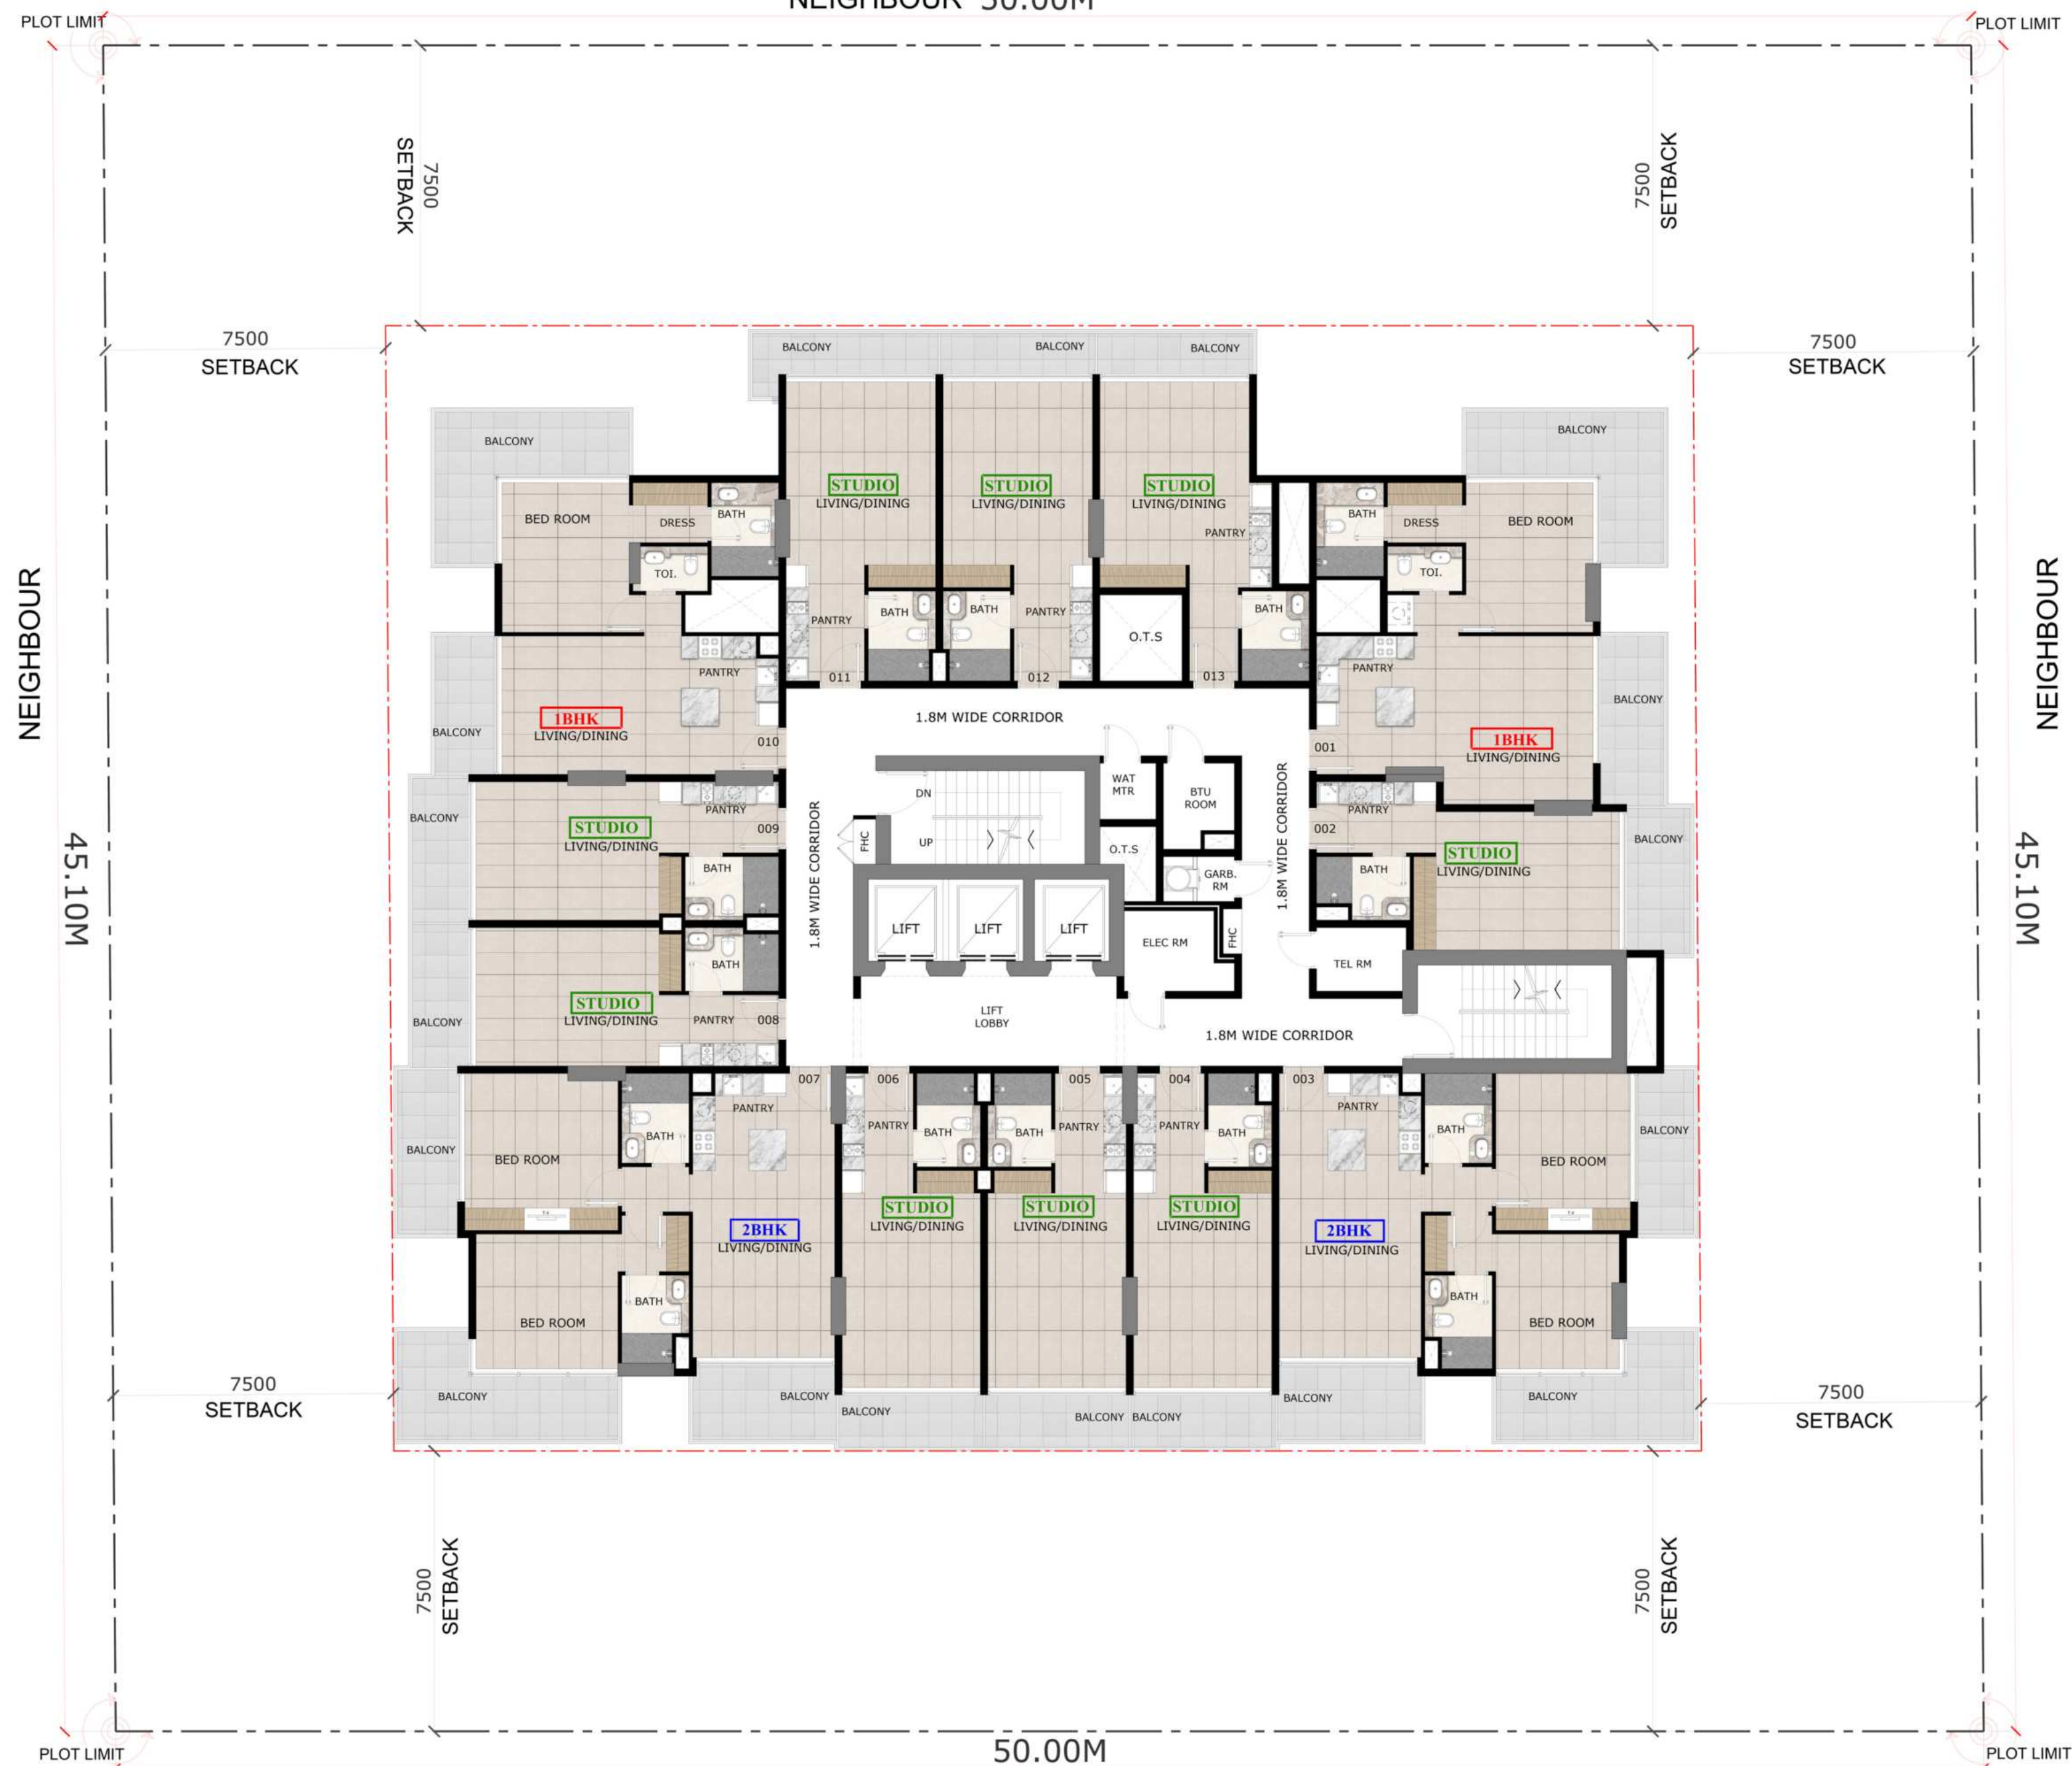 NEIGHBOUR 50.00M
PLOT LIMIT
PLOT LIMIT
SETBACK
7500
7500
SETBACK
7500
SETBACK
7500
SETBACK
BALCONY
BALCONY
BALCONY
BALCONY
BALCONY
STUDIO
LIVING/DINING
STUDIO
LIVING/DINING
STUDIO
LIVING/DINING
BED ROOM
DRESS
BATH
TOI.
PANTRY
BATH
DRESS
BED ROOM
TOI.
PANTRY
BATH
BATH
PANTRY
O.T.S
BATH
011
012
013
NEIGHBOUR
NEIGHBOUR
PANTRY
1BHK
LIVING/DINING
BALCONY
010
1.8M WIDE CORRIDOR
PANTRY
BALCONY
1BHK
LIVING/DINING
001
45.10M
45.10M
BALCONY
STUDIO
LIVING/DINING
PANTRY
009
BATH
1.8M WIDE CORRIDOR
FHC
DN
UP
WAT
MTR
BTU
ROOM
O.T.S
GARB.
RM
1.8M WIDE CORRIDOR
PANTRY
002
BATH
STUDIO
LIVING/DINING
BALCONY
LIFT
LIFT
LIFT
ELEC RM
FHC
TEL RM
BATH
STUDIO
LIVING/DINING
PANTRY
008
BALCONY
LIFT
LOBBY
1.8M WIDE CORRIDOR
007
006
005
004
003
BALCONY
BED ROOM
BATH
PANTRY
PANTRY
BATH
BATH
PANTRY
PANTRY
BATH
PANTRY
BATH
BED ROOM
BALCONY
2BHK
LIVING/DINING
STUDIO
LIVING/DINING
STUDIO
LIVING/DINING
STUDIO
LIVING/DINING
2BHK
LIVING/DINING
BED ROOM
BATH
BATH
BED ROOM
BALCONY
BALCONY
BALCONY
BALCONY
BALCONY
BALCONY
BALCONY
7500
SETBACK
7500
SETBACK
7500
SETBACK
7500
SETBACK
PLOT LIMIT
50.00M
PLOT LIMIT